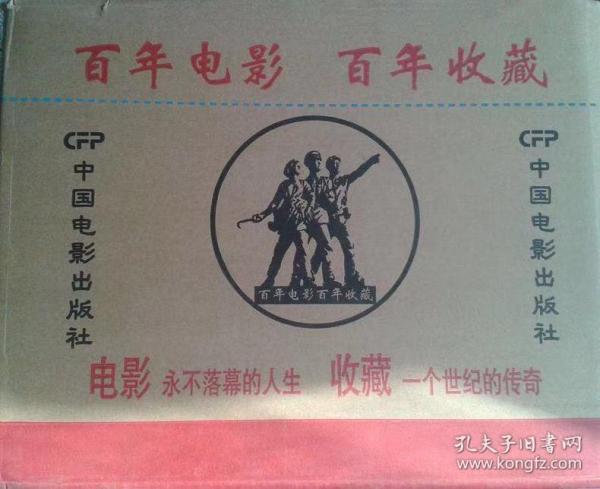 百年电影 百年收藏
CFP
中国电影出版社
CFP
中国电影出版社
百年电影百年收藏
电影 永不落幕的人生 收藏 一个世纪的传奇
孔夫子旧书网
www.kongfz.com